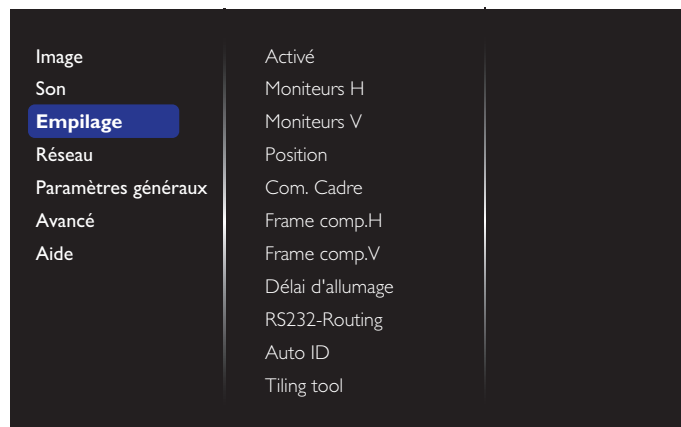 Image
Son
Empilage
Réseau
Paramètres généraux
Avancé
Aide
Activé
Moniteurs H
Moniteurs V
Position
Com. Cadre
Frame comp.H
Frame comp.V
Délai d'allumage
RS232-Routing
Auto ID
Tiling tool